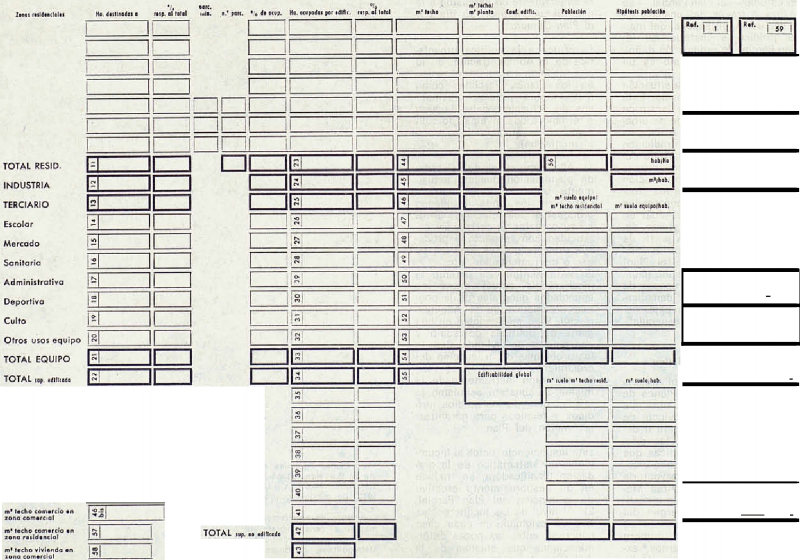 Zonas residenciales Ha. destinadas a % resp. al total parc. mín. n.º parc. % de ocup. Ha. ocupadas por edific. % resp. al total m² techo m² techo/ m² planta Coef. edific. Población Hipótesis población
Ref. 1 Ref. 59
TOTAL RESID. 11 23 44 56 hab/Ha
INDUSTRIA 12 24 45 m²/hab.
TERCIARIO 13 25 46 m² suelo equipo/ m² techo residencial m² suelo equipo/hab.
Escolar 14 26 47
Mercado 15 27 48
Sanitaria 16 28 49
Administrativa 17 29 50
Deportiva 18 30 51
Culto 19 31 52
Otros usos equipo 20 32 53
TOTAL EQUIPO 21 33 54
TOTAL sup. edificada 22 34 55 Edificabilidad global m² suelo/m² techo resid. m² suelo/hab.
35
36
37
38
39
40
m² techo comercio en zona comercial 46 bis 41
m² techo comercio en zona residencial 57 TOTAL sup. no edificada 42
m² techo vivienda en zona comercial 58 43